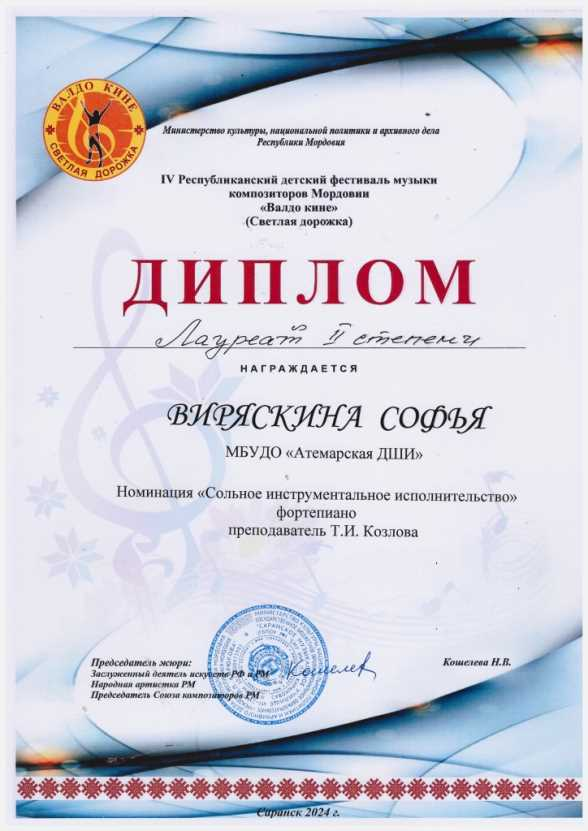 ВАЛДО КИНЕ
СВЕТЛАЯ ДОРОЖКА
Министерство культуры, национальной политики и архивного дела
Республики Мордовия
IV Республиканский детский фестиваль музыки
композиторов Мордовии
«Валдо кине»
(Светлая дорожка)
ДИПЛОМ
Лауреат II степени
НАГРАЖДАЕТСЯ
ВИРЯСКИНА СОФЬЯ
МБУДО «Атемарская ДШИ»
Номинация «Сольное инструментальное исполнительство»
фортепиано
преподаватель Т.И. Козлова
Председатель жюри:
Кошелева Н.В.
Заслуженный деятель искусств РФ и РМ
Народная артистка РМ
Председатель Союза композиторов РМ
Саранск 2024 г.